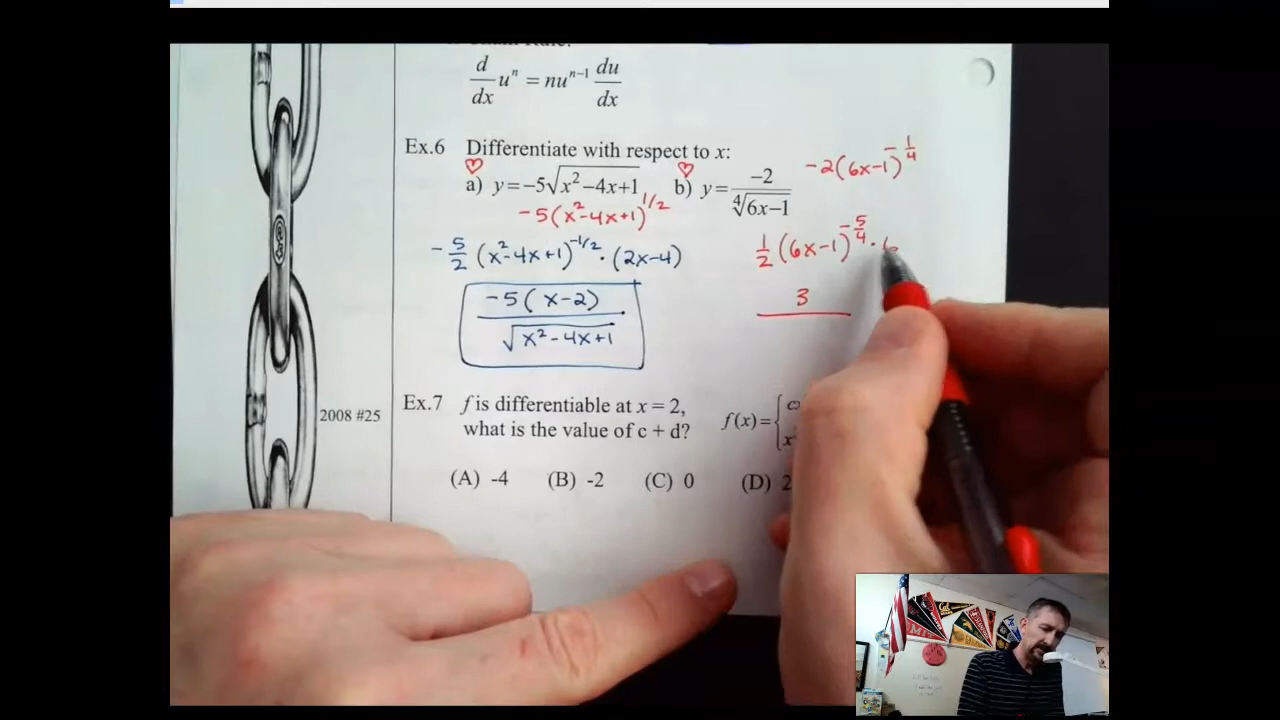 d/dx uⁿ = nuⁿ⁻¹ du/dx
Ex.6 Differentiate with respect to x:
a) y=−5√(x²−4x+1)
b) y= −2/∜(6x−1)
-2(6x-1)^(-1/4)
-5(x²-4x+1)^(1/2)
-5/2 (x²-4x+1)^(-1/2) · (2x-4)
1/2 (6x-1)^(-5/4) ·
-5(x-2)
√(x²-4x+1)
3
Ex.7 f is differentiable at x = 2,
what is the value of c + d?
f(x)=
2008 #25
(A) -4 (B) -2 (C) 0 (D) 2